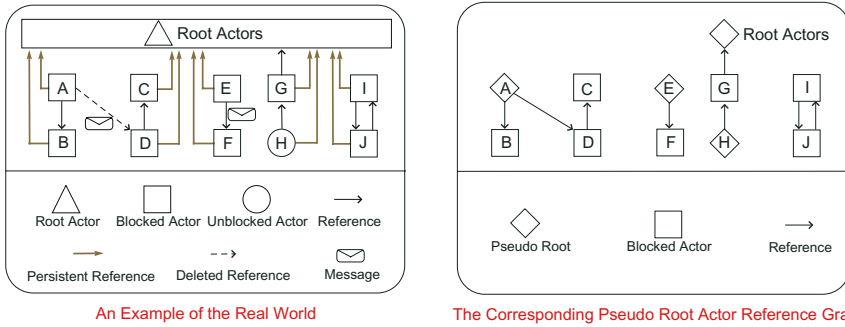 Root Actors
A
C
E
G
I
B
D
F
H
J
Root Actor
Blocked Actor
Unblocked Actor
Reference
Persistent Reference
Deleted Reference
Message
An Example of the Real World
Root Actors
A
C
E
G
I
B
D
F
H
J
Pseudo Root
Blocked Actor
Reference
The Corresponding Pseudo Root Actor Reference Gra